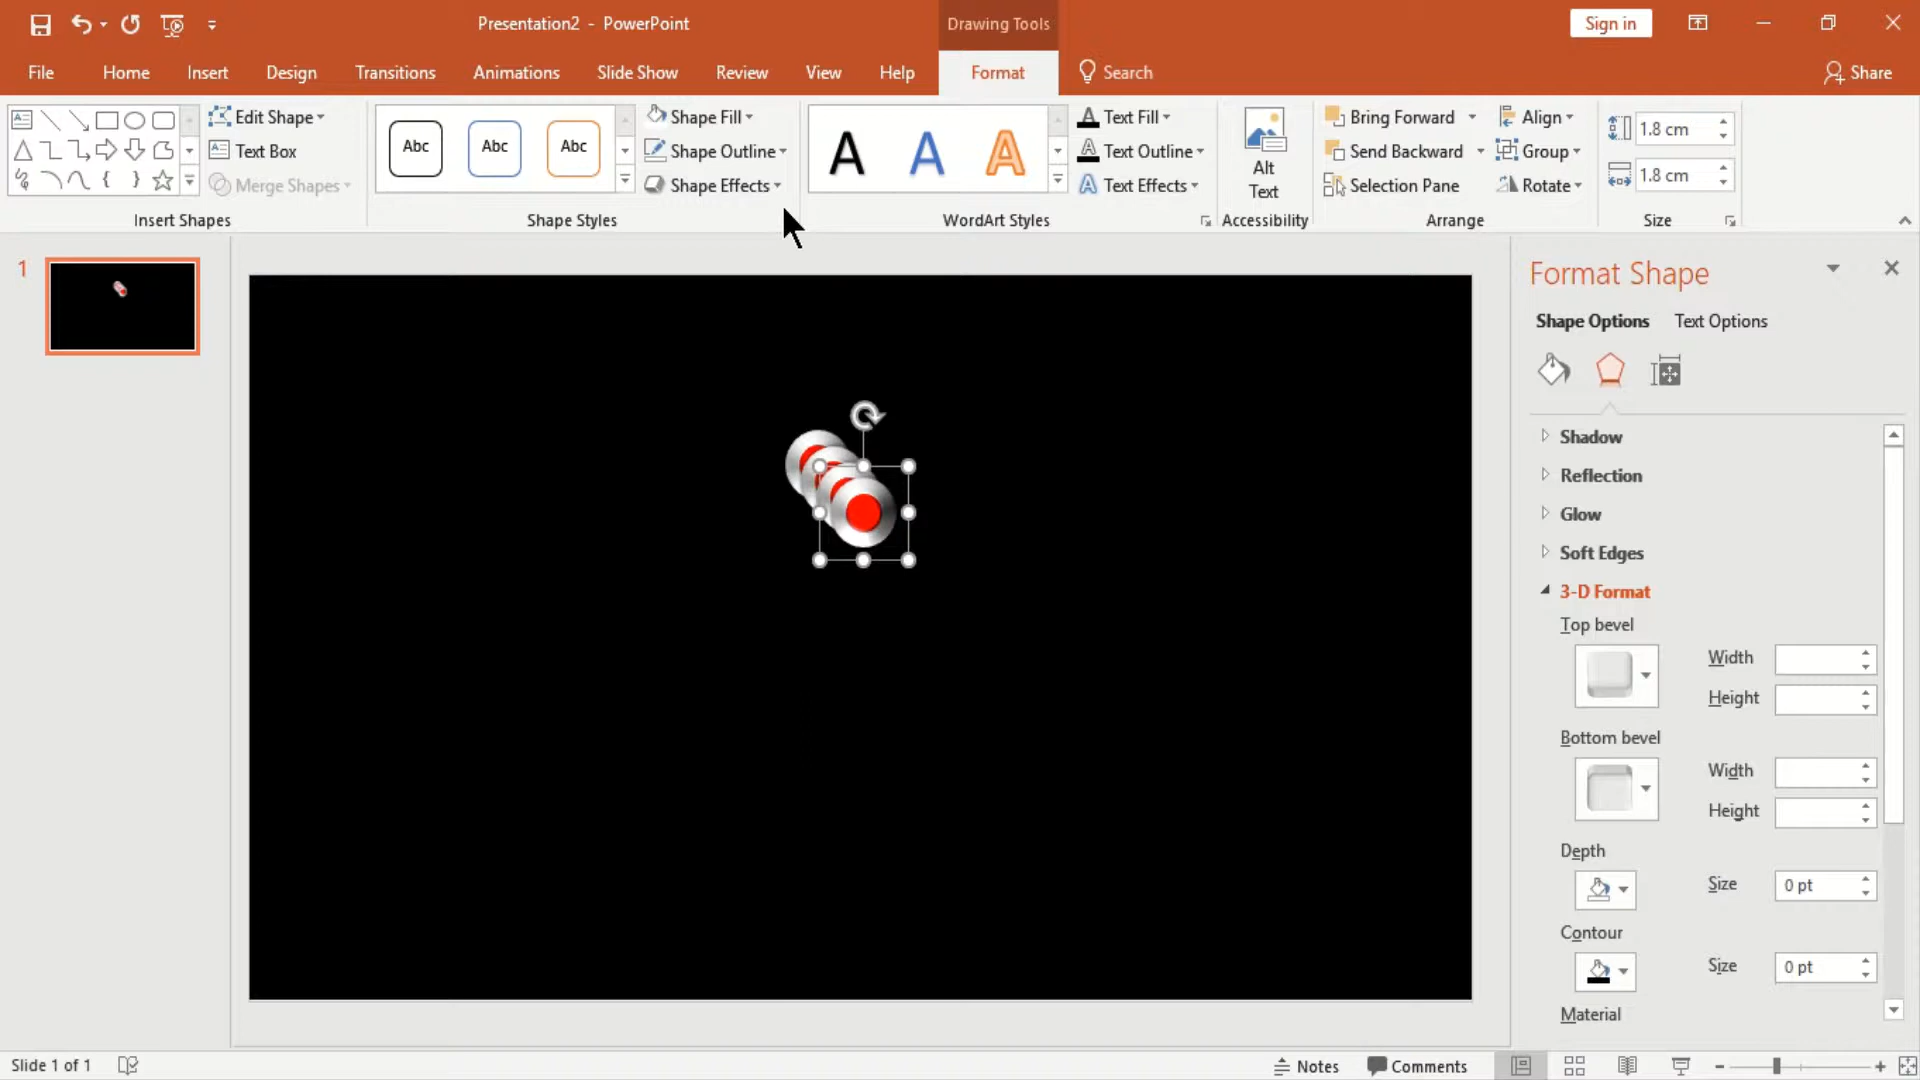 Presentation2 - PowerPoint
Drawing Tools
Sign in
File Home Insert Design Transitions Animations Slide Show Review View Help Format Search Share
Edit Shape
Text Box
Merge Shapes
Insert Shapes
Abc Abc Abc
Shape Fill
Shape Outline
Shape Effects
Shape Styles
A A A
Text Fill
Text Outline
Text Effects
WordArt Styles
Alt
Text
Accessibility
Bring Forward
Send Backward
Selection Pane
Align
Group
Rotate
Arrange
1.8 cm
1.8 cm
Size
1
Format Shape
Shape Options Text Options
Shadow
Reflection
Glow
Soft Edges
3-D Format
Top bevel
Width
Height
Bottom bevel
Width
Height
Depth
Size 0 pt
Contour
Size 0 pt
Material
Slide 1 of 1
Notes Comments